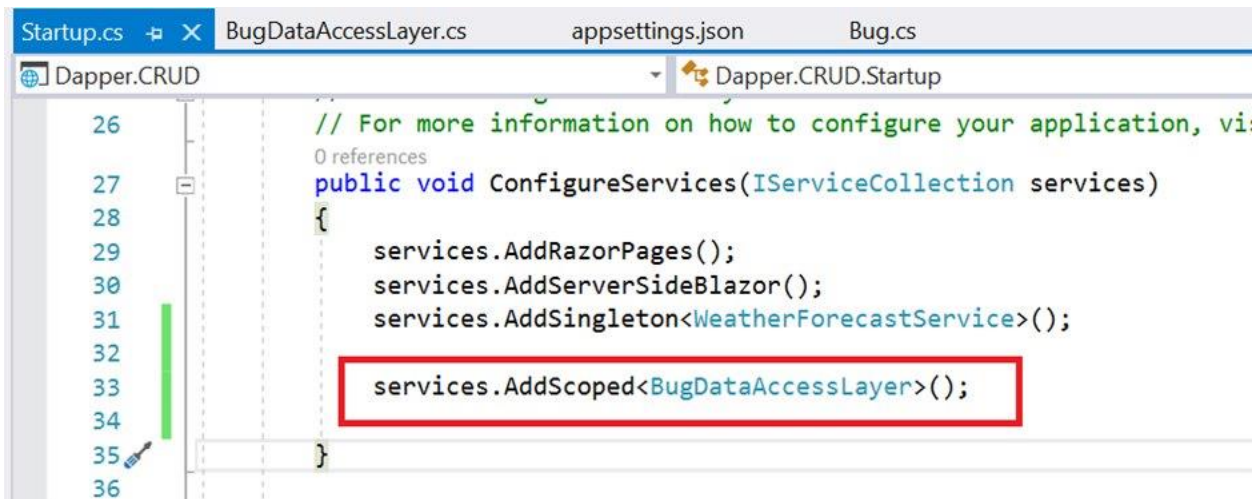 Startup.cs BugDataAccessLayer.cs appsettings.json Bug.cs
Dapper.CRUD Dapper.CRUD.Startup
26 // For more information on how to configure your application, vis
0 references
27 public void ConfigureServices(IServiceCollection services)
28 {
29 services.AddRazorPages();
30 services.AddServerSideBlazor();
31 services.AddSingleton<WeatherForecastService>();
32
33 services.AddScoped<BugDataAccessLayer>();
34
35 }
36